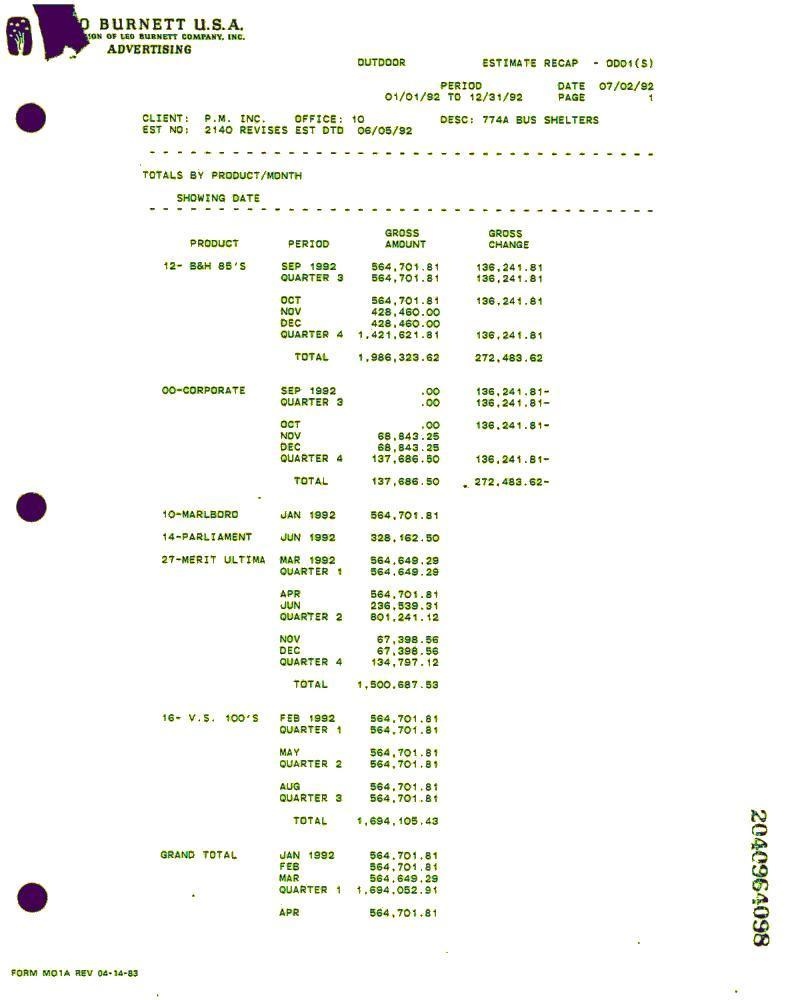 O BURNETT U.S.A.
ION OF LEO BURNETT COMPANY, INC.
ADVERTISING
OUTDOOR ESTIMATE RECAP - ODO1(S)
PERIOD DATE 07/02/92
01/01/92 TO 12/31/92 PAGE 1
CLIENT: P.M. INC. OFFICE: 10 DESC: 774A BUS SHELTERS
EST NO: 2140 REVISES EST DTD 06/05/92
TOTALS BY PRODUCT/MONTH
SHOWING DATE
GROSS GROSS
PRODUCT PERIOD AMOUNT CHANGE
12- B&H 85'S SEP 1992 564,701.81 136,241.81
QUARTER 3 564,701.81 136,241.81
OCT 564,701.81 136,241.81
NOV 428,460.00
DEC 428,460.00
QUARTER 4 1,421,621.81 136,241.81
TOTAL 1,986,323.62 272,483.62
00-CORPORATE SEP 1992 .00 136,241.81-
QUARTER 3 .00 136,241.81-
OCT .00 136,241.81-
NOV 68,843.25
DEC 68,843.25
QUARTER 4 137,686.50 136,241.81-
TOTAL 137,686.50 272,483.62-
10-MARLBORO JAN 1992 564,701.81
14-PARLIAMENT JUN 1992 328,162.50
27-MERIT ULTIMA MAR 1992 564,649.29
QUARTER 1 564,649.29
APR 564,701.81
JUN 236,539.31
QUARTER 2 801,241.12
NOV 67,398.56
DEC 67,398.56
QUARTER 4 134,797.12
TOTAL 1,500,687.53
16- V.S. 100'S FEB 1992 564,701.81
QUARTER 1 564,701.81
MAY 564,701.81
QUARTER 2 564,701.81
AUG 564,701.81
QUARTER 3 564,701.81
TOTAL 1,694,105.43
GRAND TOTAL JAN 1992 564,701.81
FEB 564,701.81
MAR 564,649.29
QUARTER 1 1,694,052.91
APR 564,701.81
2040964098
FORM MO1A REV 04-14-83